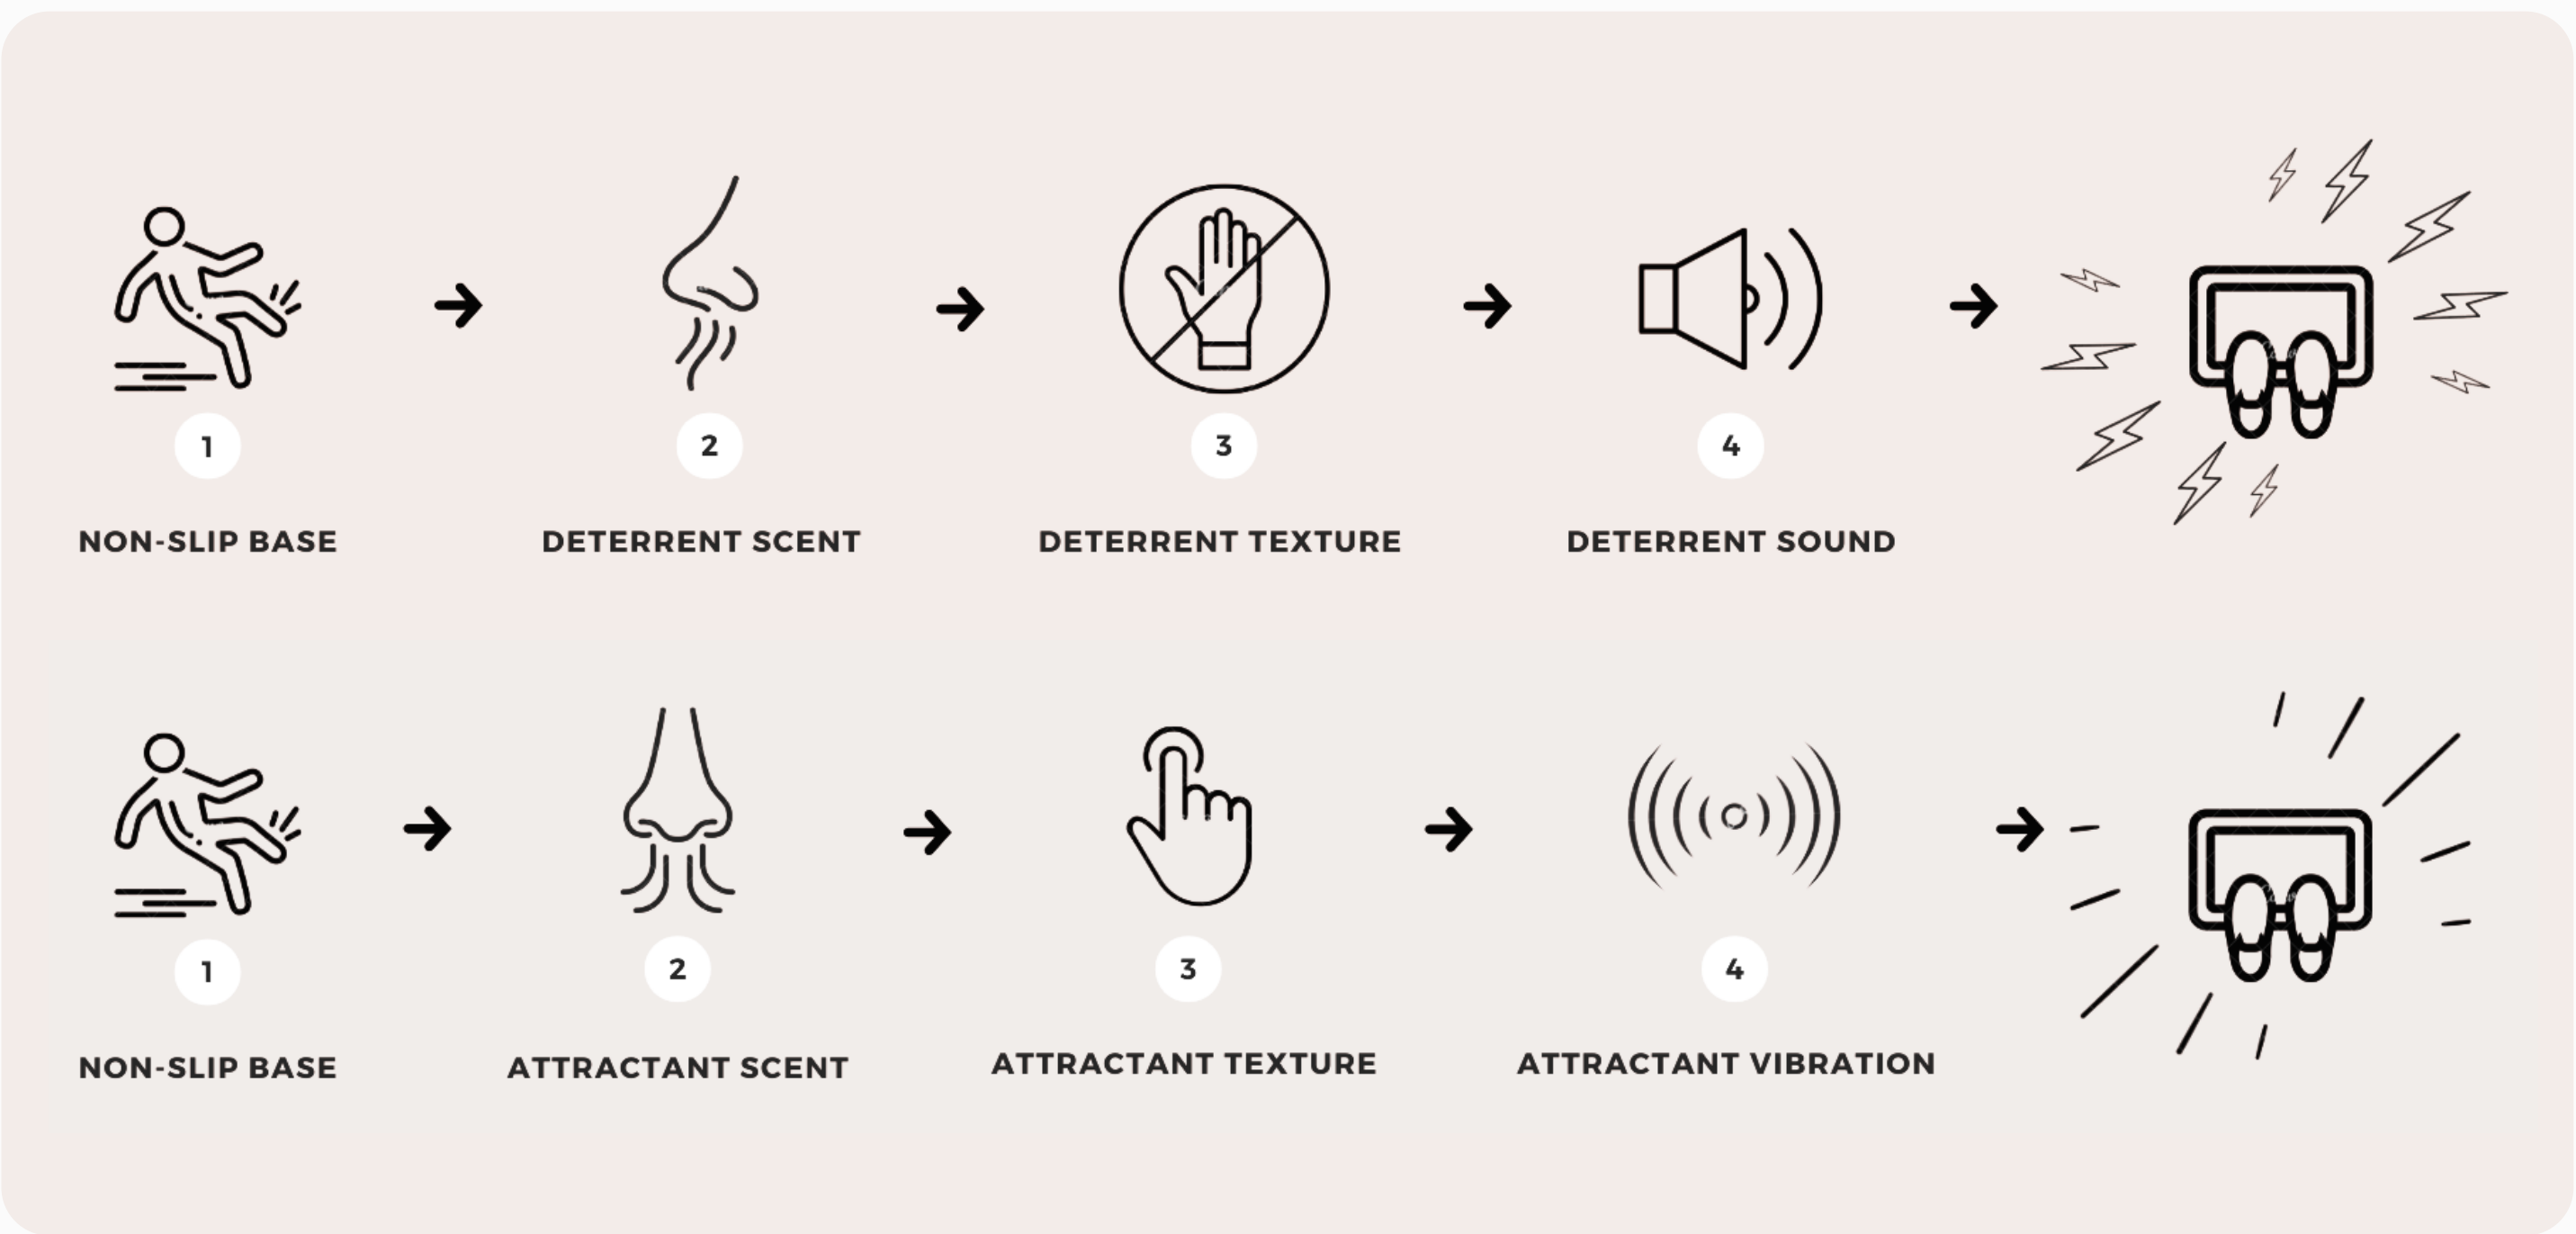 1
2
3
4
NON-SLIP BASE
DETERRENT SCENT
DETERRENT TEXTURE
DETERRENT SOUND
1
2
3
4
NON-SLIP BASE
ATTRACTANT SCENT
ATTRACTANT TEXTURE
ATTRACTANT VIBRATION